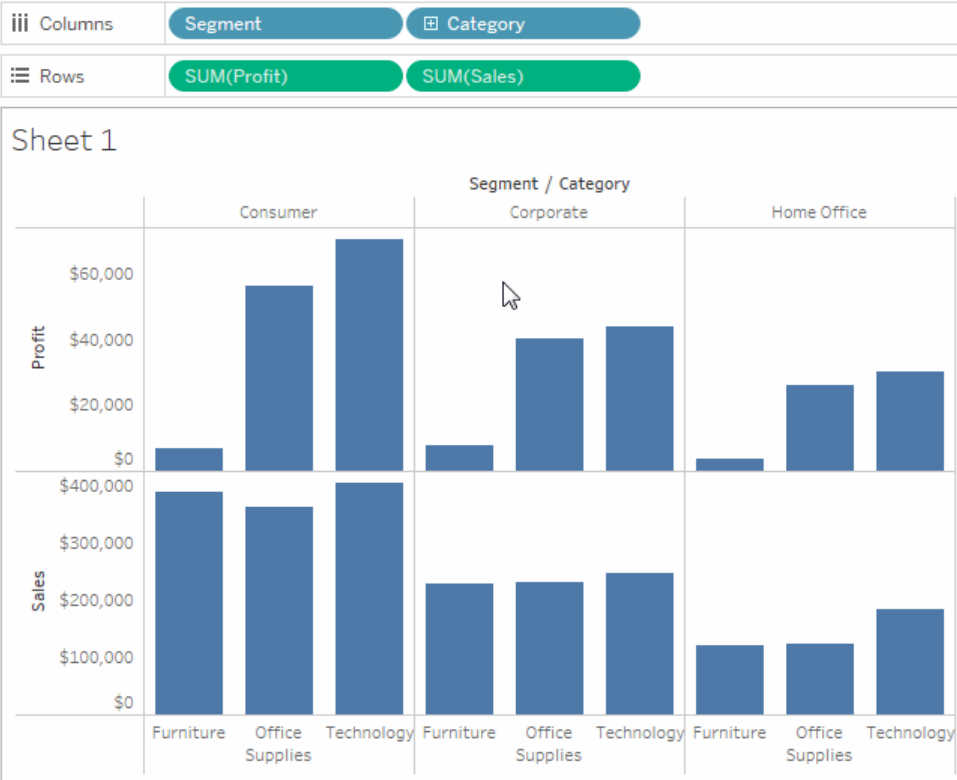 Columns Segment Category
Rows SUM(Profit) SUM(Sales)
Sheet 1
Segment / Category
Consumer Corporate Home Office
Profit
$60,000
$40,000
$20,000
$0
Sales
$400,000
$300,000
$200,000
$100,000
$0
Furniture Office Technology Furniture Office Technology Furniture Office Technology
Supplies Supplies Supplies